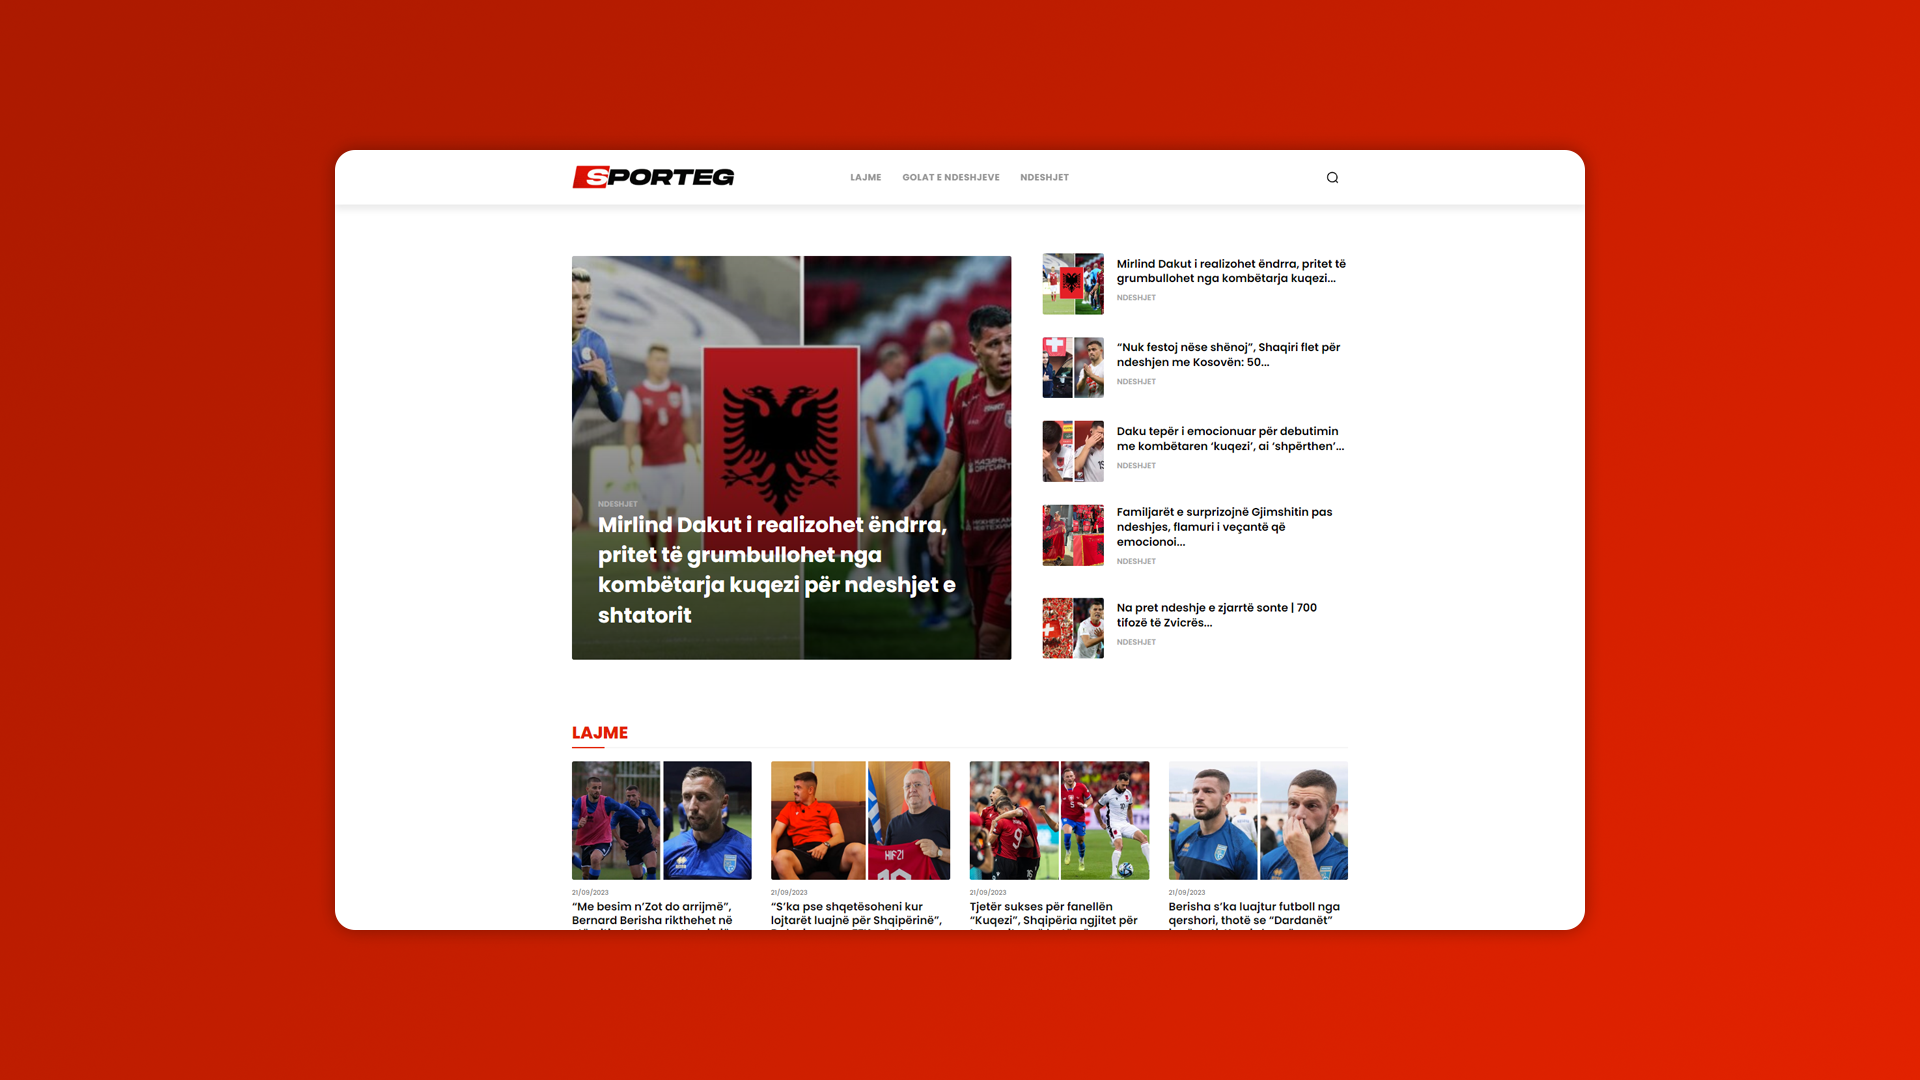 SPORTEG
LAJME
GOLAT E NDESHJEVE
NDESHJET
NDESHJET
Mirlind Dakut i realizohet ëndrra,
pritet të grumbullohet nga
kombëtarja kuqezi për ndeshjet e
shtatorit
Mirlind Dakut i realizohet ëndrra, pritet të
grumbullohet nga kombëtarja kuqezi...
NDESHJET
“Nuk festoj nëse shënoj”, Shaqiri flet për
ndeshjen me Kosovën: 50...
NDESHJET
Daku tepër i emocionuar për debutimin
me kombëtaren ‘kuqezi’, ai ‘shpërthen’...
NDESHJET
Familjarët e surprizojnë Gjimshitin pas
ndeshjes, flamuri i veçantë që
emocionoi...
NDESHJET
Na pret ndeshje e zjarrtë sonte | 700
tifozë të Zvicrës...
NDESHJET
LAJME
21/09/2023
“Me besim n’Zot do arrijmë”,
Bernard Berisha rikthehet në
21/09/2023
“S’ka pse shqetësoheni kur
lojtarët luajnë për Shqipërinë”,
21/09/2023
Tjetër sukses për fanellën
“Kuqezi”, Shqipëria ngjitet për
21/09/2023
Berisha s’ka luajtur futboll nga
qershori, thotë se “Dardanët”